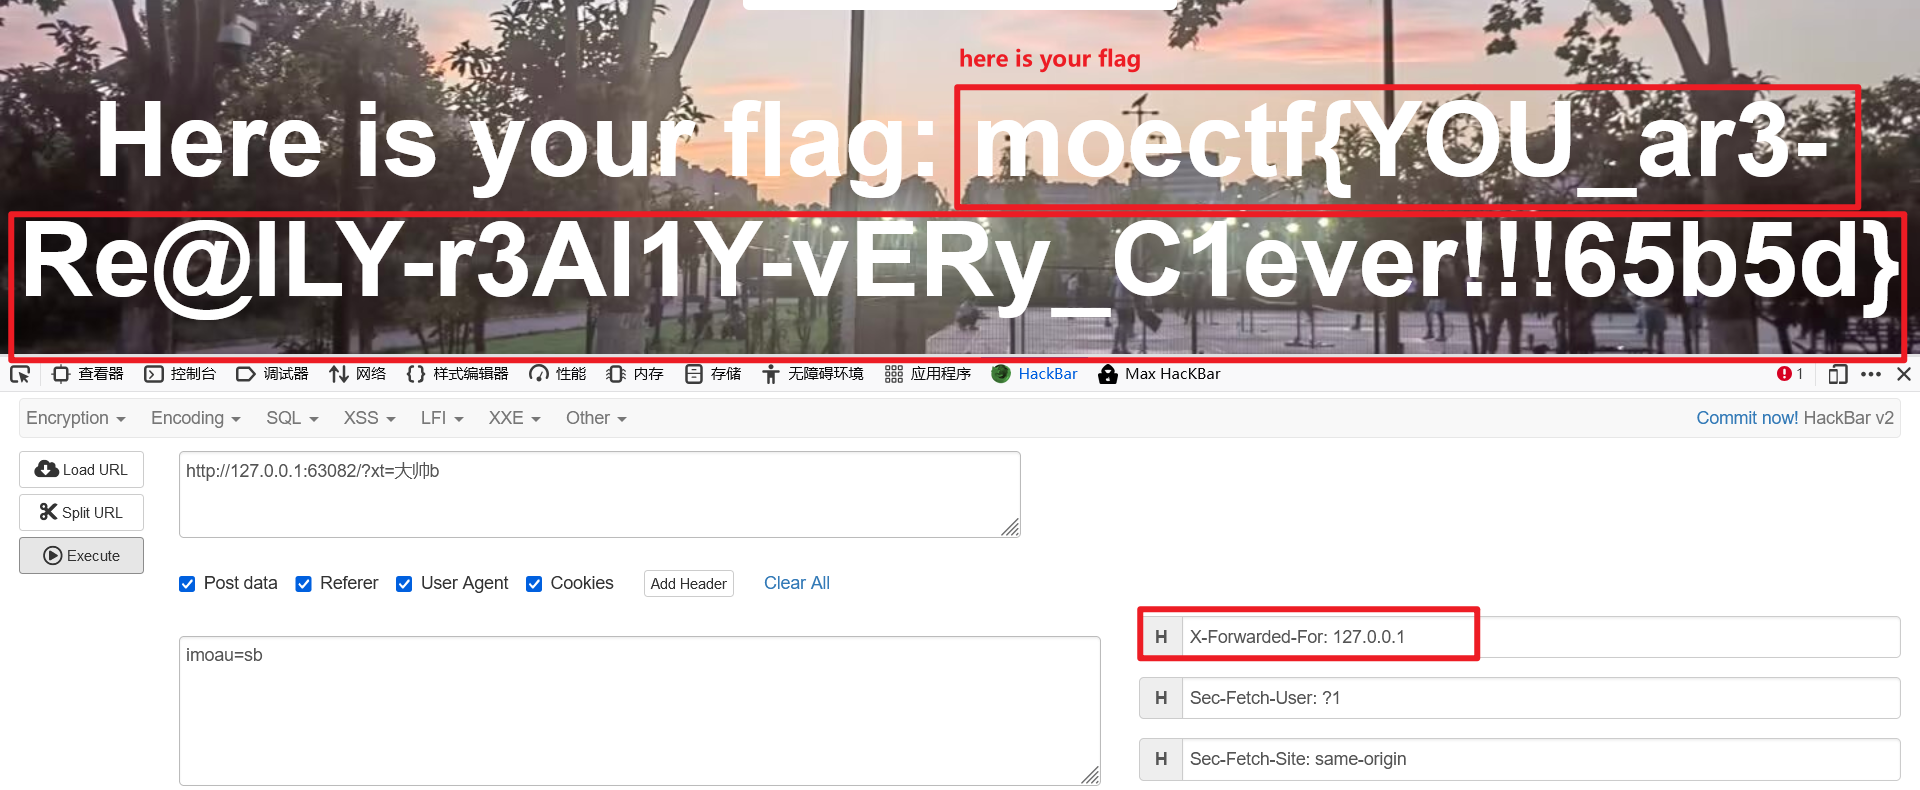 here is your flag
Here is your flag: moectf{YOU_ar3-
Re@lLY-r3Al1Y-vERy_C1ever!!!65b5d}
查看器 控制台 调试器 网络 样式编辑器 性能 内存 存储 无障碍环境 应用程序 HackBar Max HacKBar 1
Encryption Encoding SQL XSS LFI XXE Other Commit now! HackBar v2
Load URL
http://127.0.0.1:63082/?xt=大帅b
Split URL
Execute
Post data Referer User Agent Cookies Add Header Clear All
H X-Forwarded-For: 127.0.0.1
imoau=sb
H Sec-Fetch-User: ?1
H Sec-Fetch-Site: same-origin